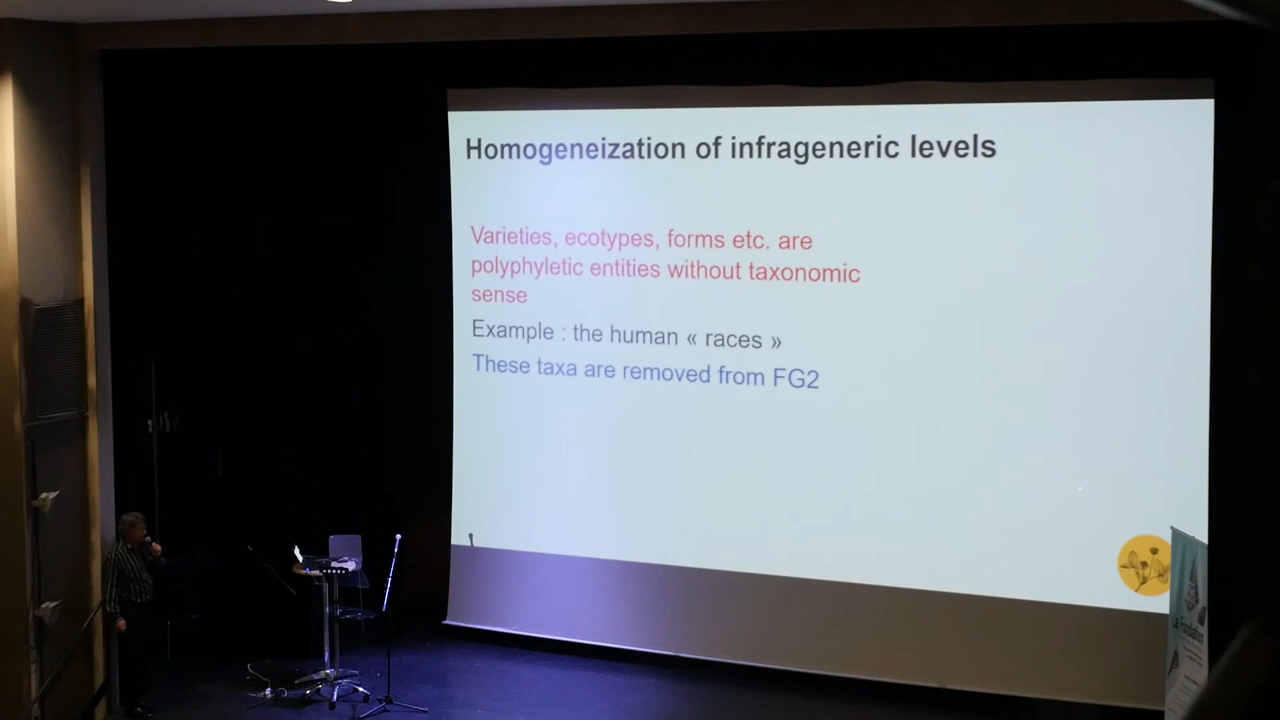 Homogeneization of infrageneric levels
Varieties, ecotypes, forms etc. are
polyphyletic entities without taxonomic
sense
Example : the human « races »
These taxa are removed from FG2